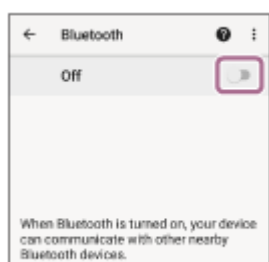 Bluetooth
Off
When Bluetooth is turned on, your device
can communicate with other nearby
Bluetooth devices.